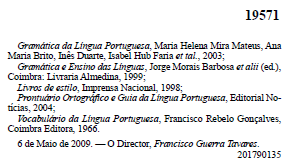 19571
Gramática da Língua Portuguesa, Maria Helena Mira Mateus, Ana
Maria Brito, Inês Duarte, Isabel Hub Faria et tal., 2003;
Gramática e Ensino das Línguas, Jorge Morais Barbosa et alii (ed.),
Coimbra: Livraria Almedina, 1999;
Livros de estilo, Imprensa Nacional, 1998;
Prontuário Ortográfico e Guia da Língua Portuguesa, Editorial No-
tícias, 2004;
Vocabulário da Língua Portuguesa, Francisco Rebelo Gonçalves,
Coimbra Editora, 1966.
6 de Maio de 2009. — O Director, Francisco Guerra Tavares.
201790135